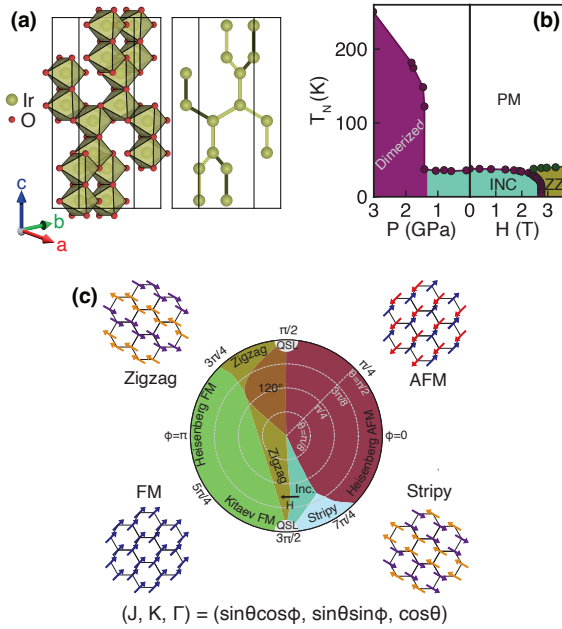 (a)
Ir
O
c
b
a
(b)
T_N (K)
200
100
0
PM
Dimerized
INC
ZZ
3 2 1 0 1 2 3
P (GPa) H (T)
(c)
Zigzag
AFM
FM
Stripy
π/2
QSL
3π/4
Zigzag
π/4
θ=π/2
3π/8
π/4
θ=π/8
120°
Heisenberg FM
Heisenberg AFM
ϕ=π
ϕ=0
Zigzag
Inc.
H
Kitaev FM
Stripy
5π/4
7π/4
QSL
3π/2
(J, K, Γ) = (sinθcosϕ, sinθsinϕ, cosθ)